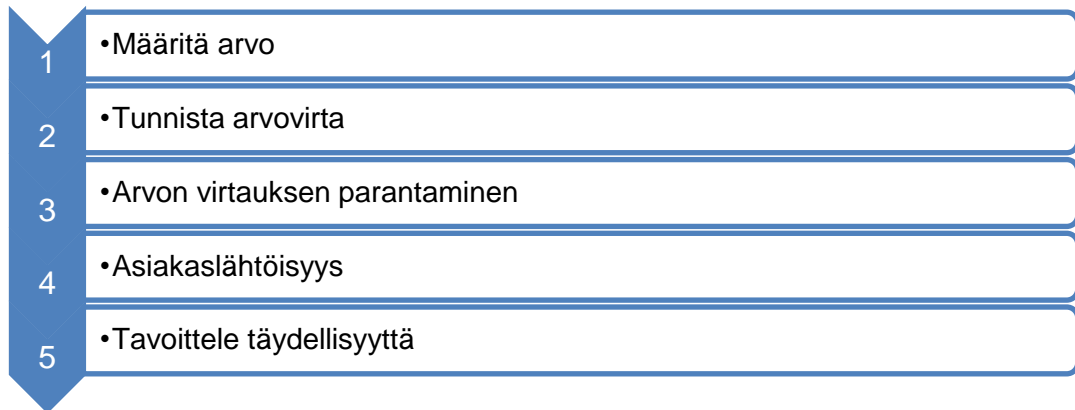 1 •Määritä arvo
2 •Tunnista arvovirta
3 •Arvon virtauksen parantaminen
4 •Asiakaslähtöisyys
5 •Tavoittele täydellisyyttä